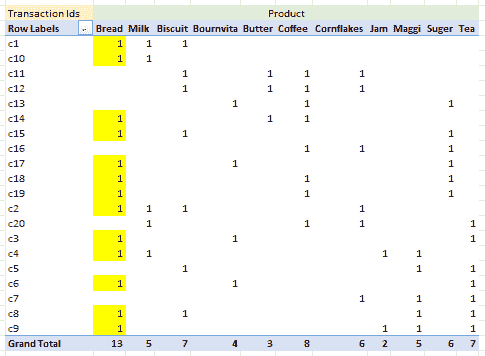 Transaction Ids Product
Row Labels Bread Milk Biscuit Bournvita Butter Coffee Cornflakes Jam Maggi Suger Tea
c1 1 1 1
c10 1 1
c11 1 1 1 1
c12 1 1 1 1
c13 1 1 1
c14 1 1 1
c15 1 1 1
c16 1 1 1
c17 1 1 1
c18 1 1 1
c19 1 1 1
c2 1 1 1 1
c20 1 1 1 1
c3 1 1 1
c4 1 1 1 1
c5 1 1 1
c6 1 1 1
c7 1 1 1
c8 1 1 1 1
c9 1 1 1 1
Grand Total 13 5 7 4 3 8 6 2 5 6 7